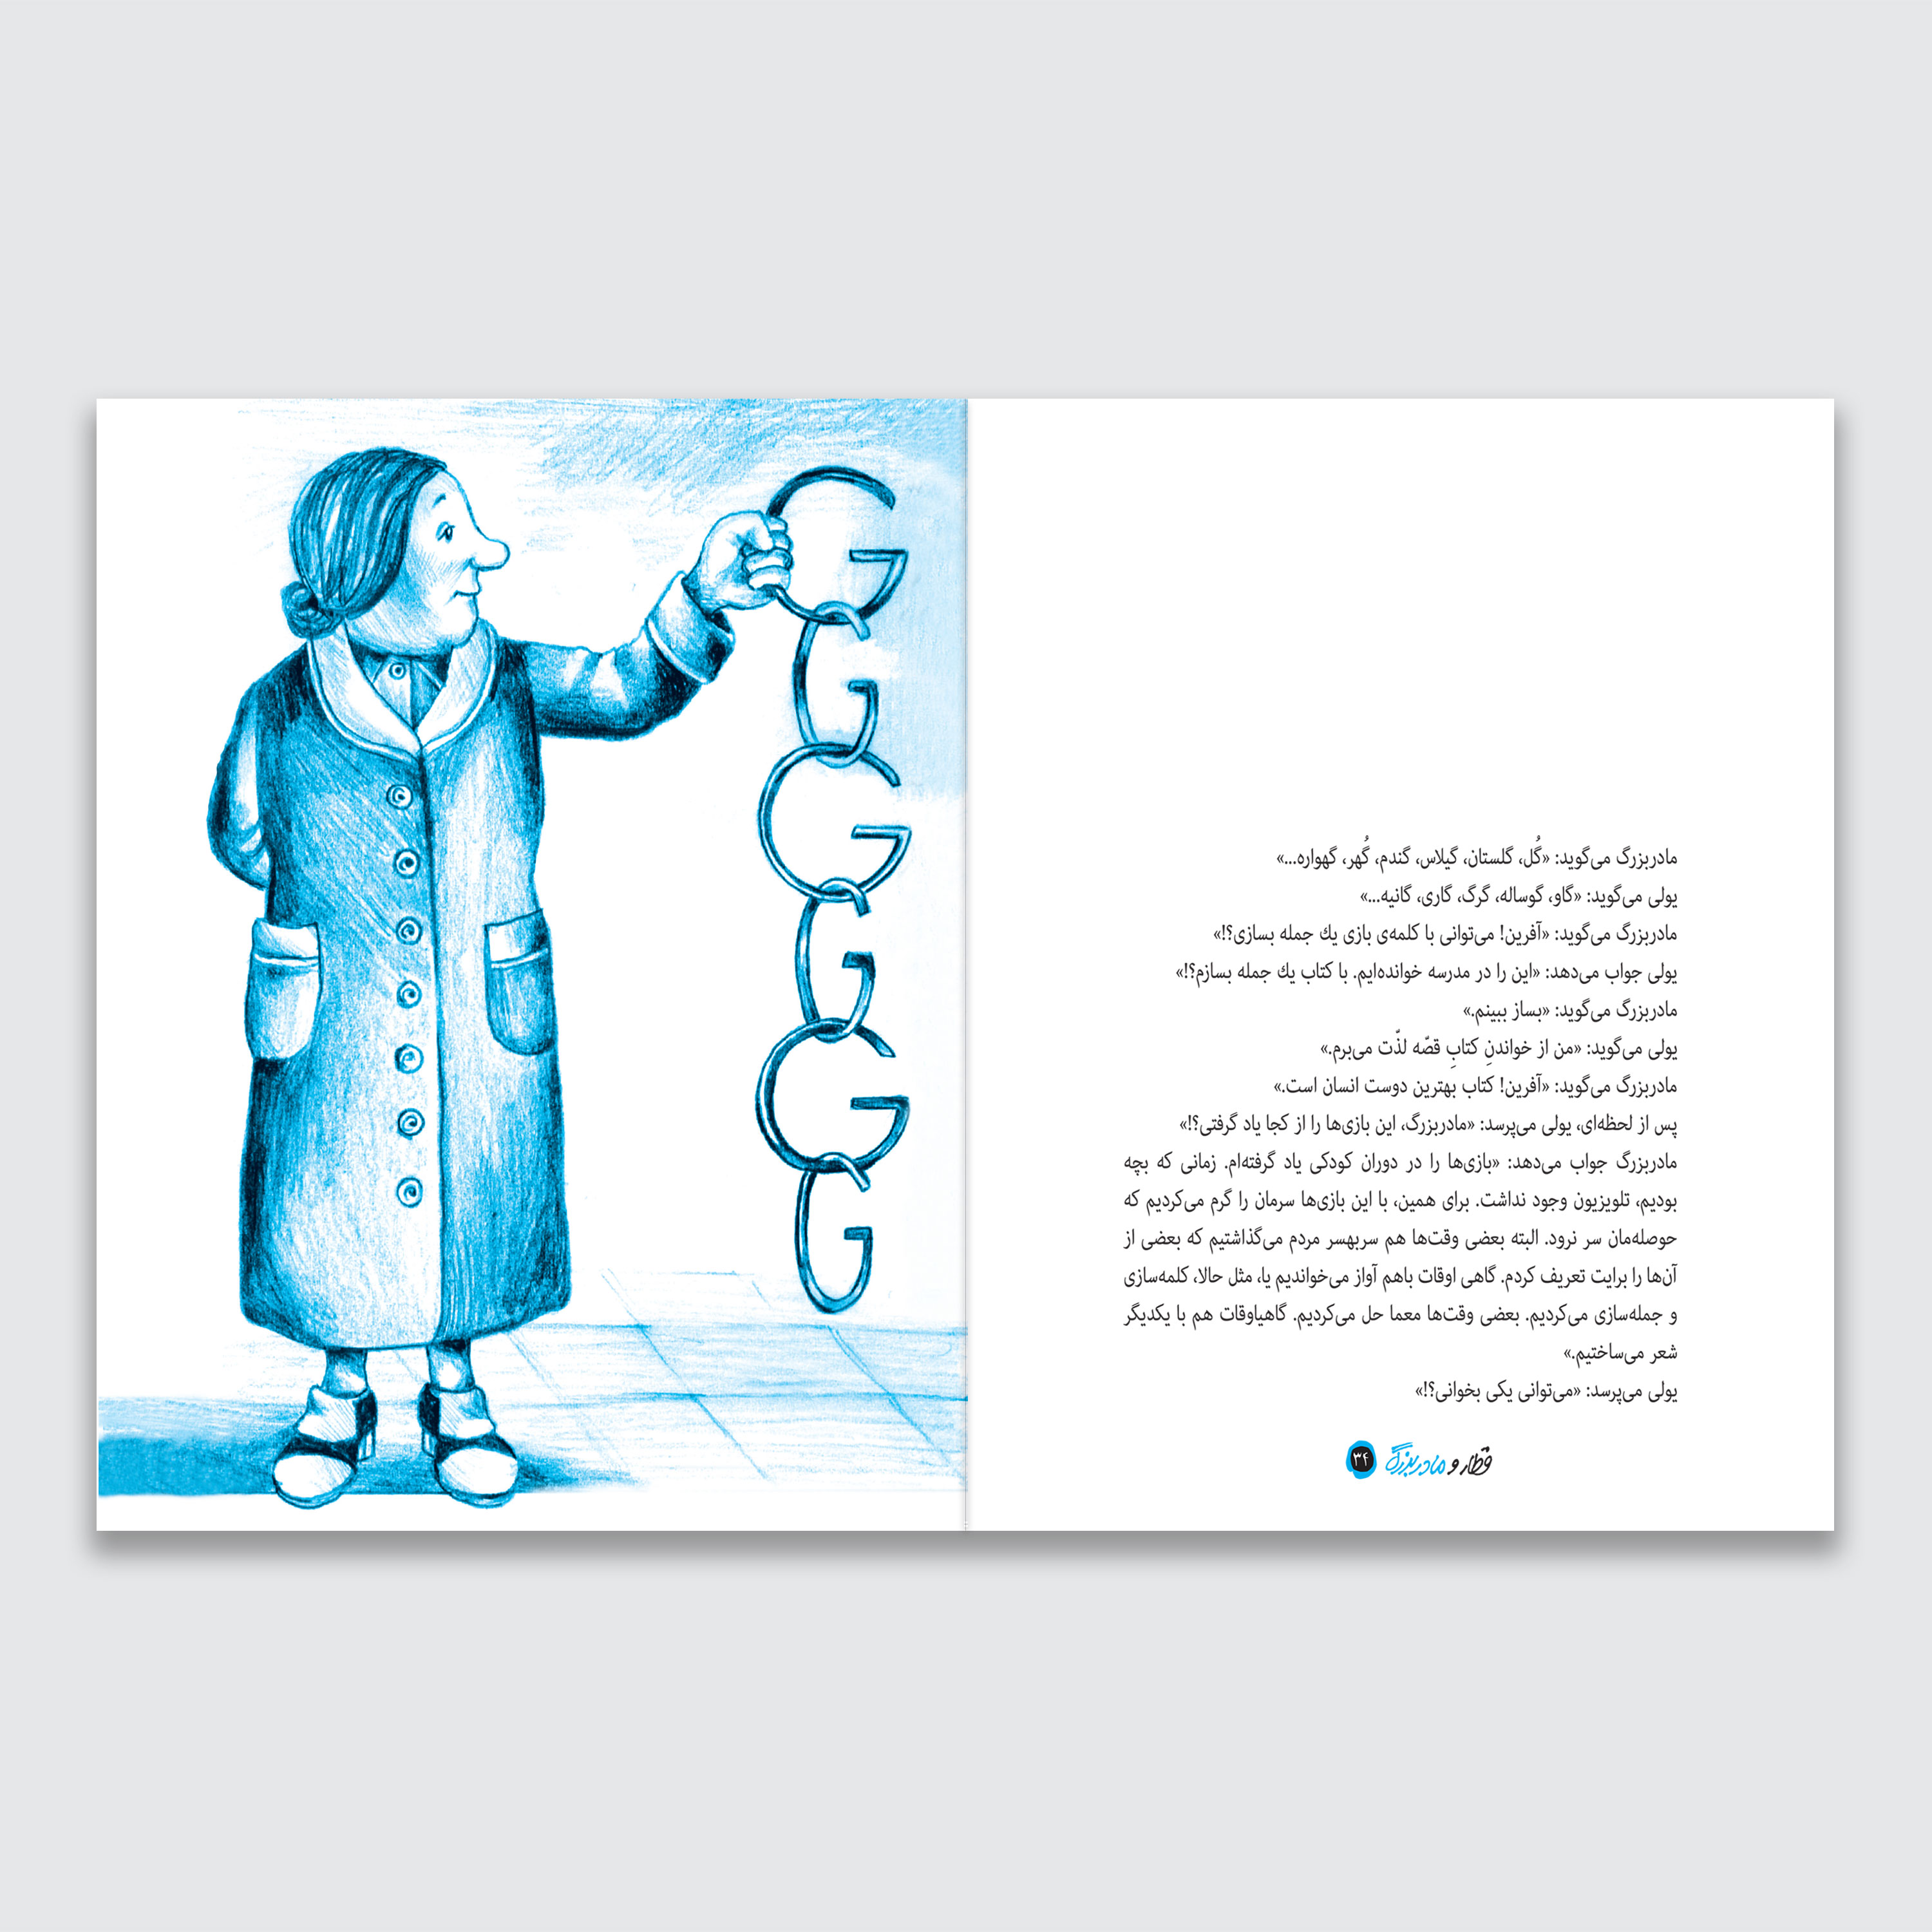 مادربزرگ می‌گوید: «گُل، گلستان، گیلاس، گندم، گُهر، گهواره...»
یولی می‌گوید: «گاو، گوساله، گرگ، گاری، گانیه...»
مادربزرگ می‌گوید: «آفرین! می‌توانی با کلمه‌ی بازی یك جمله بسازی؟!»
یولی جواب می‌دهد: «این را در مدرسه خوانده‌ایم. با کتاب یك جمله بسازم؟!»
مادربزرگ می‌گوید: «بساز ببینم.»
یولی می‌گوید: «من از خواندنِ کتابِ قصّه لذّت می‌برم.»
مادربزرگ می‌گوید: «آفرین! کتاب بهترین دوست انسان است.»
پس از لحظه‌ای، یولی می‌پرسد: «مادربزرگ، این بازی‌ها را از کجا یاد گرفتی؟!»
مادربزرگ جواب می‌دهد: «بازی‌ها را در دوران کودکی یاد گرفته‌ام. زمانی که بچه
بودیم، تلویزیون وجود نداشت. برای همین، با این بازی‌ها سرمان را گرم می‌کردیم که
حوصله‌مان سر نرود. البته بعضی وقت‌ها هم سربهسر مردم می‌گذاشتیم که بعضی از
آن‌ها را برایت تعریف کردم. گاهی اوقات باهم آواز می‌خواندیم یا، مثل حالا، کلمه‌سازی
و جمله‌سازی می‌کردیم. بعضی وقت‌ها معما حل می‌کردیم. گاهیاوقات هم با یکدیگر
شعر می‌ساختیم.»
یولی می‌پرسد: «می‌توانی یکی بخوانی؟!»
قطار و مادربزرگ ۳۴
G
G
G
G
G
G